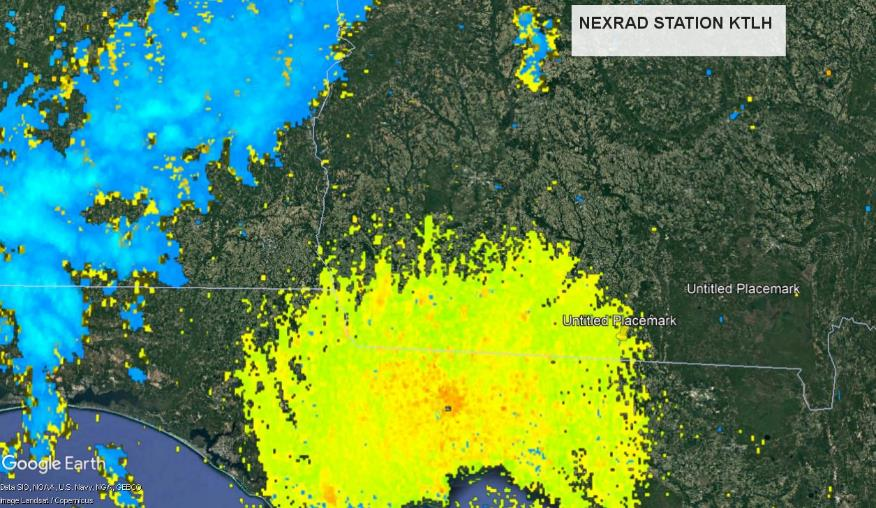 NEXRAD STATION KTLH
Untitled Placemark
Untitled Placemark
Google Earth
Data SIO, NOAA, U.S. Navy, NGA, GEBCO
Image Landsat / Copernicus